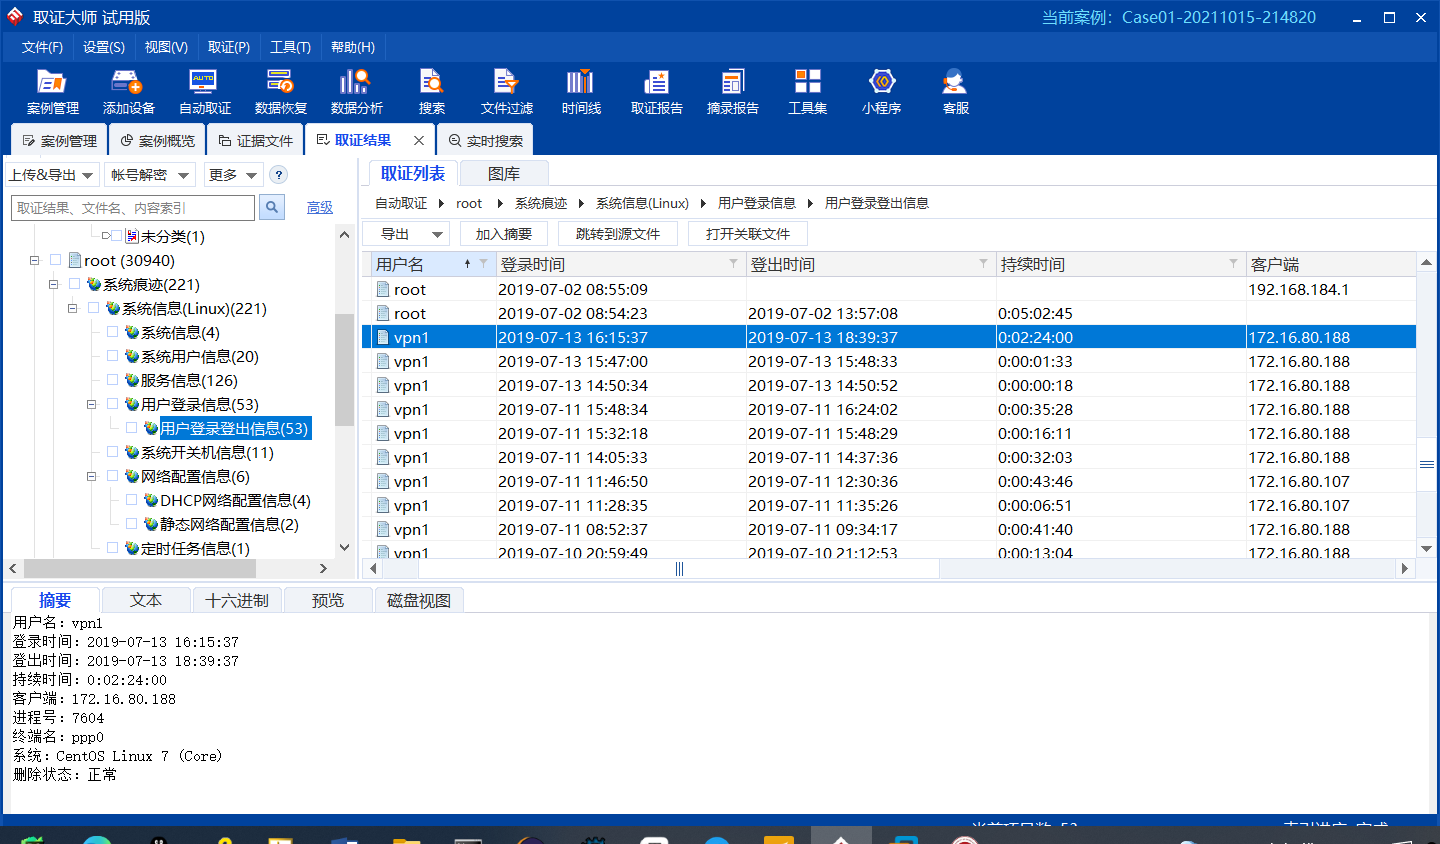 取证大师 试用版
当前案例：Case01-20211015-214820
文件(F) 设置(S) 视图(V) 取证(P) 工具(T) 帮助(H)
案例管理 添加设备 自动取证 数据恢复 数据分析 搜索 文件过滤 时间线 取证报告 摘录报告 工具集 小程序 客服
案例管理 案例概览 证据文件 取证结果 实时搜索
上传&导出 帐号解密 更多 ?
取证结果、文件名、内容索引 高级
未分类(1)
root (30940)
系统痕迹(221)
系统信息(Linux)(221)
系统信息(4)
系统用户信息(20)
服务信息(126)
用户登录信息(53)
用户登录登出信息(53)
系统开关机信息(11)
网络配置信息(6)
DHCP网络配置信息(4)
静态网络配置信息(2)
定时任务信息(1)
取证列表 图库
自动取证 root 系统痕迹 系统信息(Linux) 用户登录信息 用户登录登出信息
导出 加入摘要 跳转到源文件 打开关联文件
用户名 登录时间 登出时间 持续时间 客户端
root 2019-07-02 08:55:09 192.168.184.1
root 2019-07-02 08:54:23 2019-07-02 13:57:08 0:05:02:45
vpn1 2019-07-13 16:15:37 2019-07-13 18:39:37 0:02:24:00 172.16.80.188
vpn1 2019-07-13 15:47:00 2019-07-13 15:48:33 0:00:01:33 172.16.80.188
vpn1 2019-07-13 14:50:34 2019-07-13 14:50:52 0:00:00:18 172.16.80.188
vpn1 2019-07-11 15:48:34 2019-07-11 16:24:02 0:00:35:28 172.16.80.188
vpn1 2019-07-11 15:32:18 2019-07-11 15:48:29 0:00:16:11 172.16.80.188
vpn1 2019-07-11 14:05:33 2019-07-11 14:37:36 0:00:32:03 172.16.80.188
vpn1 2019-07-11 11:46:50 2019-07-11 12:30:36 0:00:43:46 172.16.80.107
vpn1 2019-07-11 11:28:35 2019-07-11 11:35:26 0:00:06:51 172.16.80.107
vpn1 2019-07-11 08:52:37 2019-07-11 09:34:17 0:00:41:40 172.16.80.188
vpn1 2019-07-10 20:59:49 2019-07-10 21:12:53 0:00:13:04 172.16.80.188
摘要 文本 十六进制 预览 磁盘视图
用户名：vpn1
登录时间：2019-07-13 16:15:37
登出时间：2019-07-13 18:39:37
持续时间：0:02:24:00
客户端：172.16.80.188
进程号：7604
终端名：ppp0
系统：CentOS Linux 7 (Core)
删除状态：正常